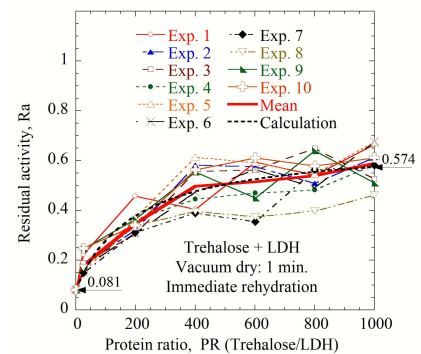 1
0.8
0.6
0.4
0.2
0
Residual activity, Ra
Exp. 1
Exp. 2
Exp. 3
Exp. 4
Exp. 5
Exp. 6
Exp. 7
Exp. 8
Exp. 9
Exp. 10
Mean
Calculation
0.574
0.081
Trehalose + LDH
Vacuum dry: 1 min.
Immediate rehydration
0 200 400 600 800 1000
Protein ratio, PR (Trehalose/LDH)